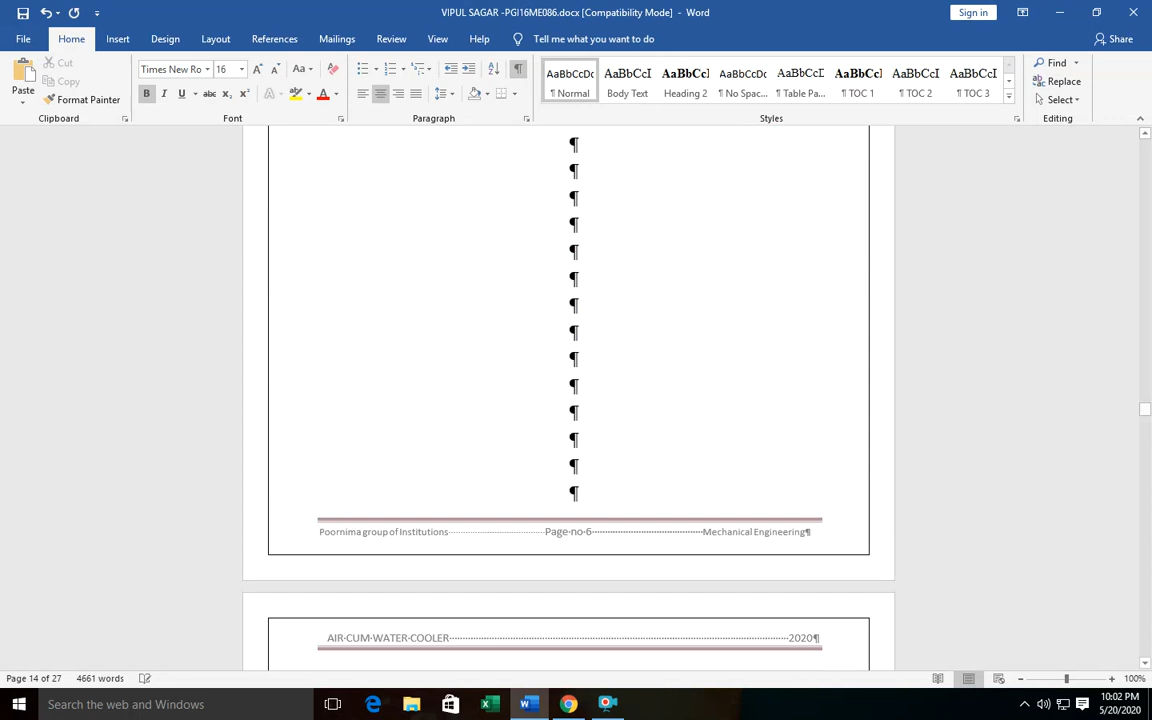 VIPUL SAGAR -PGI16ME086.docx [Compatibility Mode] - Word
Sign in
File Home Insert Design Layout References Mailings Review View Help Tell me what you want to do Share
Paste
Cut
Copy
Format Painter
Clipboard
Times New Ro 16
Font
Paragraph
AaBbCcDc AaBbCcI AaBbCcl AaBbCcDc AaBbCcD AaBbCcl AaBbCcI AaBbCcI
¶ Normal Body Text Heading 2 ¶ No Spac... ¶ Table Pa... ¶ TOC 1 ¶ TOC 2 ¶ TOC 3
Styles
Find
Replace
Select
Editing
¶
¶
¶
¶
¶
¶
¶
¶
¶
¶
¶
¶
¶
¶
Poornima group of Institutions Page·no·6 Mechanical Engineering¶
AIR·CUM·WATER·COOLER 2020¶
Page 14 of 27 4661 words 100%
Search the web and Windows
10:02 PM
5/20/2020